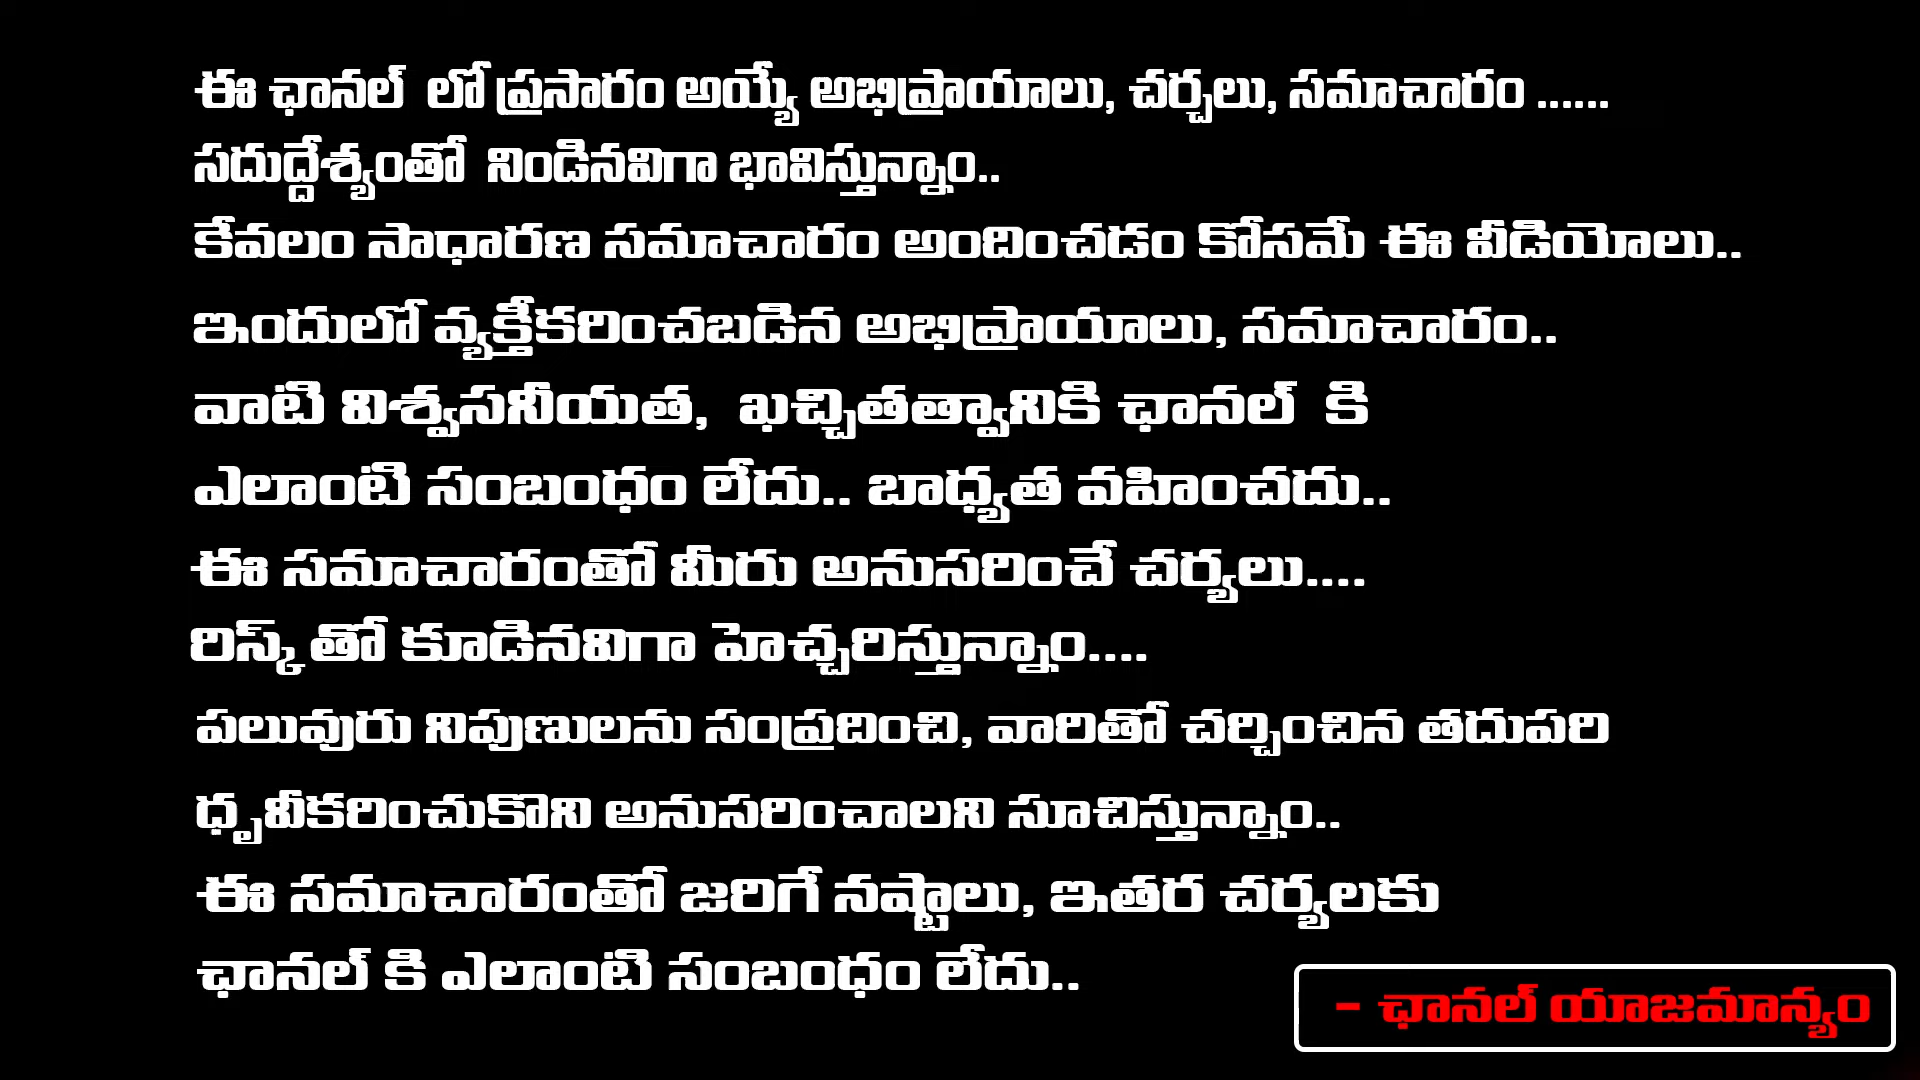 ఈ ఛానల్ లో ప్రసారం అయ్యే అభిప్రాయాలు, చర్చలు, సమాచారం ......
సదుద్దేశ్యంతో నిండినవిగా భావిస్తున్నాం..
కేవలం సాధారణ సమాచారం అందించడం కోసమే ఈ వీడియోలు..
ఇందులో వ్యక్తీకరించబడిన అభిప్రాయాలు, సమాచారం..
వాటి విశ్వసనీయత, ఖచ్చితత్వానికి ఛానల్ కి
ఎలాంటి సంబంధం లేదు.. బాధ్యత వహించదు..
ఈ సమాచారంతో మీరు అనుసరించే చర్యలు....
రిస్క్ తో కూడినవిగా హెచ్చరిస్తున్నాం....
పలువురు నిపుణులను సంప్రదించి, వారితో చర్చించిన తదుపరి
ధృవీకరించుకొని అనుసరించాలని సూచిస్తున్నాం..
ఈ సమాచారంతో జరిగే నష్టాలు, ఇతర చర్యలకు
ఛానల్ కి ఎలాంటి సంబంధం లేదు..
- ఛానల్ యాజమాన్యం